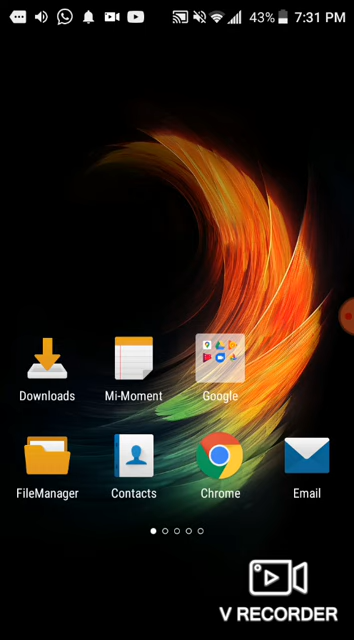 43% 7:31 PM
Downloads Mi-Moment Google
FileManager Contacts Chrome Email
V RECORDER